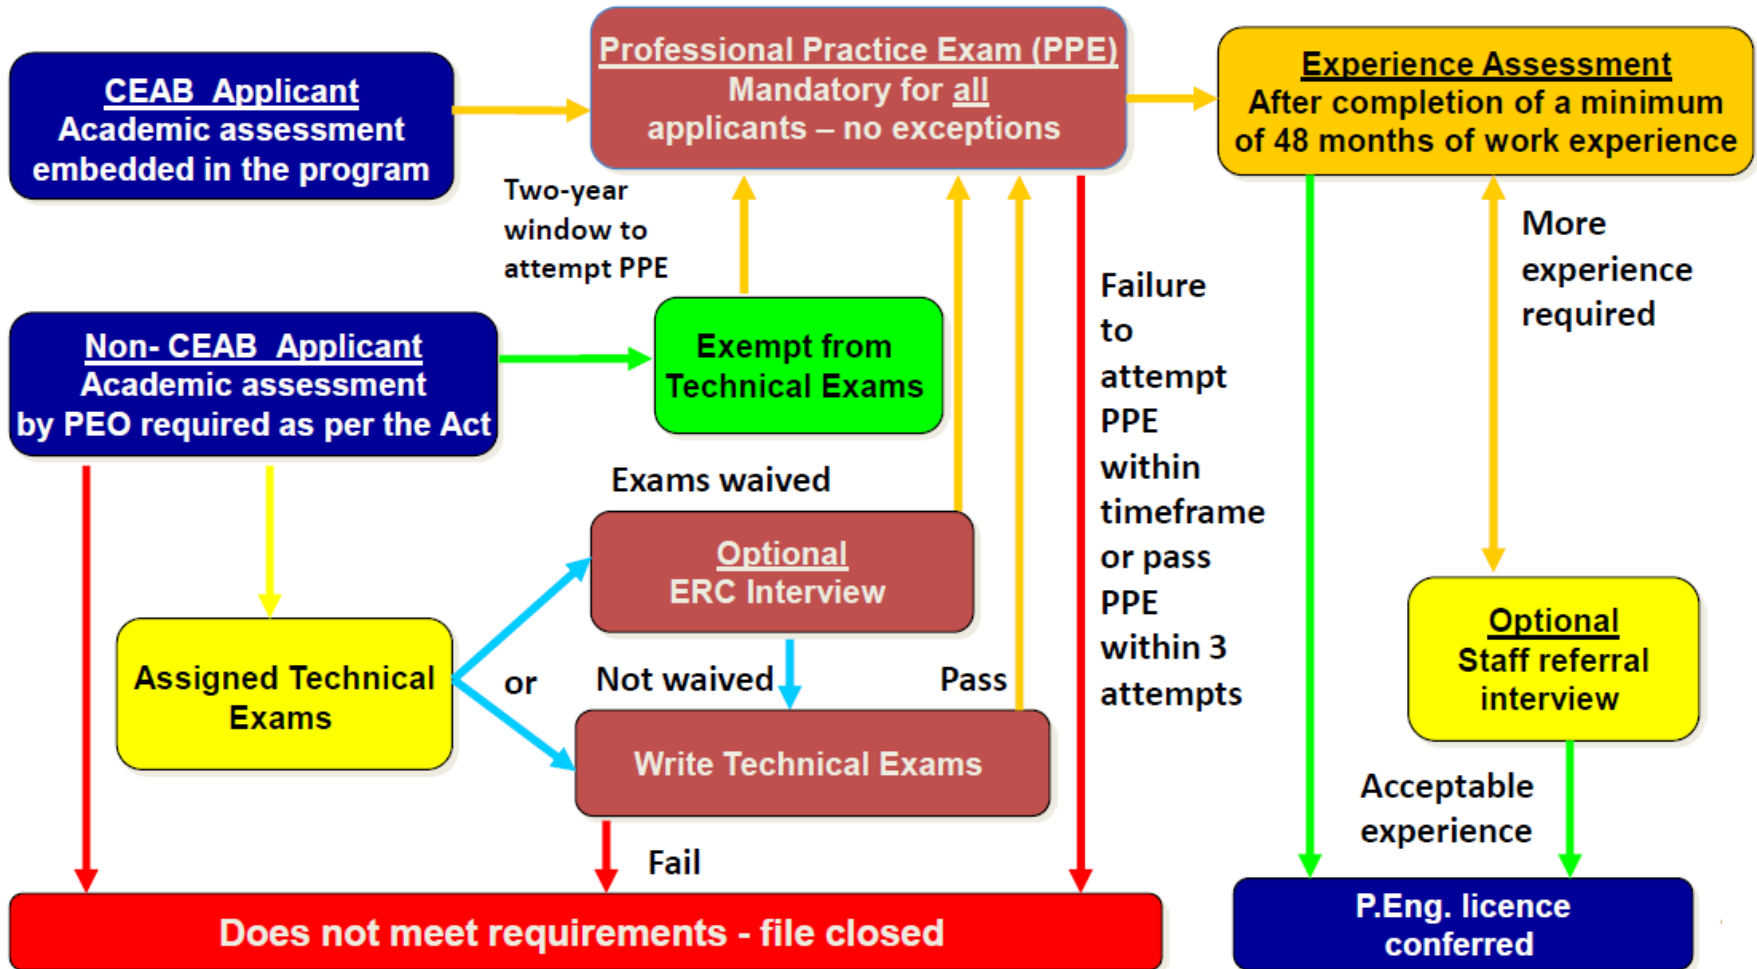 CEAB Applicant
Academic assessment
embedded in the program
Professional Practice Exam (PPE)
Mandatory for all
applicants – no exceptions
Experience Assessment
After completion of a minimum
of 48 months of work experience
Two-year
window to
attempt PPE
More
experience
required
Non- CEAB Applicant
Academic assessment
by PEO required as per the Act
Exempt from
Technical Exams
Failure
to
attempt
PPE
within
timeframe
or pass
PPE
within 3
attempts
Exams waived
Optional
ERC Interview
Assigned Technical
Exams
or
Not waived
Pass
Write Technical Exams
Optional
Staff referral
interview
Acceptable
experience
Fail
Does not meet requirements - file closed
P.Eng. licence
conferred